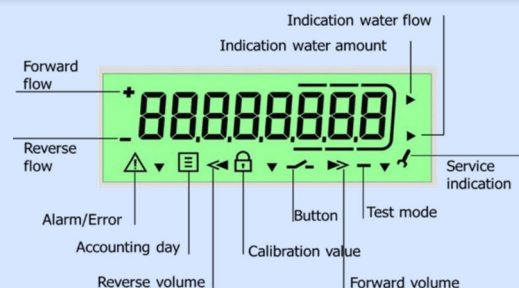 Indication water flow
Indication water amount
Forward
flow
+
88888888
-
Reverse
flow
Service
indication
Alarm/Error
Button
Test mode
Accounting day
Calibration value
Reverse volume
Forward volume